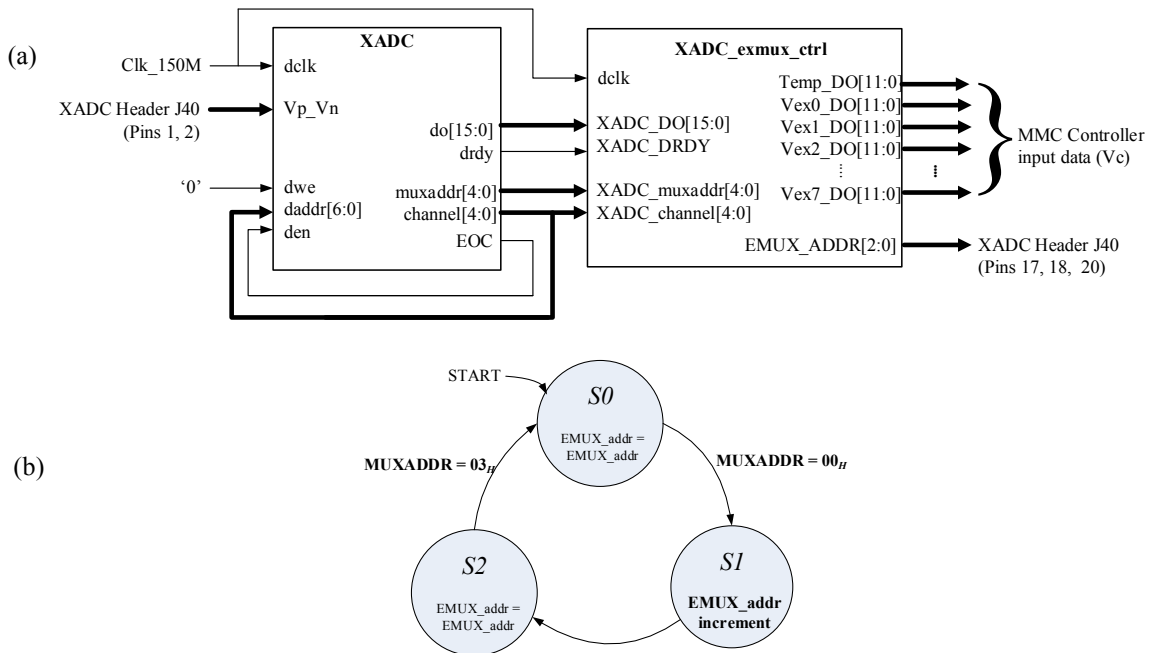 (a)
XADC
Clk_150M
dclk
XADC Header J40
(Pins 1, 2)
Vp_Vn
do[15:0]
drdy
‘0’
dwe
muxaddr[4:0]
daddr[6:0]
channel[4:0]
den
EOC
XADC_exmux_ctrl
dclk
Temp_DO[11:0]
Vex0_DO[11:0]
XADC_DO[15:0]
Vex1_DO[11:0]
XADC_DRDY
Vex2_DO[11:0]
MMC Controller
input data (Vc)
XADC_muxaddr[4:0]
Vex7_DO[11:0]
XADC_channel[4:0]
EMUX_ADDR[2:0]
XADC Header J40
(Pins 17, 18, 20)
(b)
START
S0
EMUX_addr =
EMUX_addr
MUXADDR = 03H
MUXADDR = 00H
S2
EMUX_addr =
EMUX_addr
S1
EMUX_addr
increment